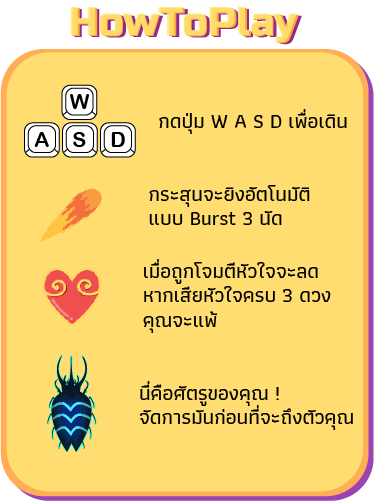 HowToPlay
W
A S D
กดปุ่ม W A S D เพื่อเดิน
กระสุนจะยิงอัตโนมัติ
แบบ Burst 3 นัด
เมื่อถูกโจมตีหัวใจจะลด
หากเสียหัวใจครบ 3 ดวง
คุณจะแพ้
นี่คือศัตรูของคุณ !
จัดการมันก่อนที่จะถึงตัวคุณ